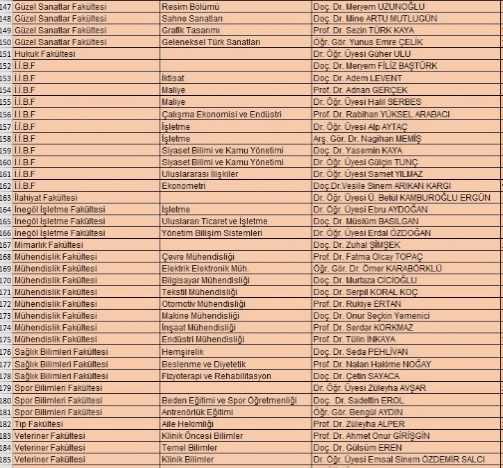 147 Güzel Sanatlar Fakültesi Resim Bölümü Doç. Dr. Meryem UZUNOĞLU
148 Güzel Sanatlar Fakültesi Sahne Sanatları Doç. Dr. Mine ARTU MUTLUGÜN
149 Güzel Sanatlar Fakültesi Grafik Tasarımı Prof. Dr. Sezin TÜRK KAYA
150 Güzel Sanatlar Fakültesi Geleneksel Türk Sanatları Öğr. Gör. Yunus Emre ÇELİK
151 Hukuk Fakültesi Dr. Öğr. Üyesi Güher ULU
152 İ.İ.B.F Doç. Dr. Meryem FİLİZ BAŞTÜRK
153 İ.İ.B.F İktisat Doç. Dr. Adem LEVENT
154 İ.İ.B.F Maliye Prof. Dr. Adnan GERÇEK
155 İ.İ.B.F Maliye Dr. Öğr. Üyesi Halil SERBES
156 İ.İ.B.F Çalışma Ekonomisi ve Endüstri Prof. Dr. Rabihan YÜKSEL ARABACI
157 İ.İ.B.F İşletme Dr. Öğr. Üyesi Alp AYTAÇ
158 İ.İ.B.F İşletme Arş. Gör. Dr. Nagihan MEMİŞ
159 İ.İ.B.F Siyaset Bilimi ve Kamu Yönetimi Doç. Dr. Yasemin KAYA
160 İ.İ.B.F Siyaset Bilimi ve Kamu Yönetimi Dr. Öğr. Üyesi Gülçin TUNÇ
161 İ.İ.B.F Uluslararası İlişkiler Dr. Öğr. Üyesi Samet YILMAZ
162 İ.İ.B.F Ekonometri Doç.Dr.Vesile Sinem ARIKAN KARGI
163 İlahiyat Fakültesi Dr. Öğr. Üyesi Ü. Betül KAMBUROĞLU ERGÜN
164 İnegöl İşletme Fakültesi İşletme Dr. Öğr. Üyesi Ebru AYDOĞAN
165 İnegöl İşletme Fakültesi Uluslararı Ticaret ve İşletme Doç. Dr. Müslüm BASILGAN
166 İnegöl İşletme Fakültesi Yönetim Bilişim Sistemleri Dr. Öğr. Üyesi Erdal ÖZDOĞAN
167 Mimarlık Fakültesi Doç. Dr. Zuhal ŞİMŞEK
168 Mühendislik Fakültesi Çevre Mühendisliği Prof. Dr. Fatma Olcay TOPAÇ
169 Mühendislik Fakültesi Elektrik Elektronik Müh. Öğr. Gör. Dr. Ömer KARABÖRKLÜ
170 Mühendislik Fakültesi Bilgisayar Mühendisliği Doç. Dr. Murtaza CİCİOĞLU
171 Mühendislik Fakültesi Tekstil Mühendisliği Doç. Dr. Serpil KORAL KOÇ
172 Mühendislik Fakültesi Otomotiv Mühendisliği Prof. Dr. Rukiye ERTAN
173 Mühendislik Fakültesi Makine Mühendisliği Doç. Dr. Onur Seçkin Yemenici
174 Mühendislik Fakültesi İnşaat Mühendisliği Prof. Dr. Serdar KORKMAZ
175 Mühendislik Fakültesi Endüstri Mühendisliği Prof. Dr. Tülin İNKAYA
176 Sağlık Bilimleri Fakültesi Hemşirelik Doç. Dr. Seda PEHLİVAN
177 Sağlık Bilimleri Fakültesi Beslenme ve Diyetetik Prof. Dr. Nalan Hakime NOĞAY
178 Sağlık Bilimleri Fakültesi Fizyoterapi ve Rehabilitasyon Doç. Dr. Çetin SAYACA
179 Spor Bilimleri Fakültesi Dr. Öğr. Üyesi Züleyha AVŞAR
180 Spor Bilimleri Fakültesi Beden Eğitimi ve Spor Öğretmenliği Doç. Dr. Sadettin EROL
181 Spor Bilimleri Fakültesi Antrenörlük Eğitimi Öğr. Gör. Bengül AYDIN
182 Tıp Fakültesi Aile Hekimliği Prof. Dr. Züleyha ALPER
183 Veteriner Fakültesi Klinik Öncesi Bilimler Prof. Dr. Ahmet Onur GİRİŞGİN
184 Veteriner Fakültesi Temel Bilimler Doç. Dr. Gülsüm EREN
185 Veteriner Fakültesi Klinik Bilimler Dr. Öğr. Üyesi Emsal Sinem ÖZDEMİR SALCI